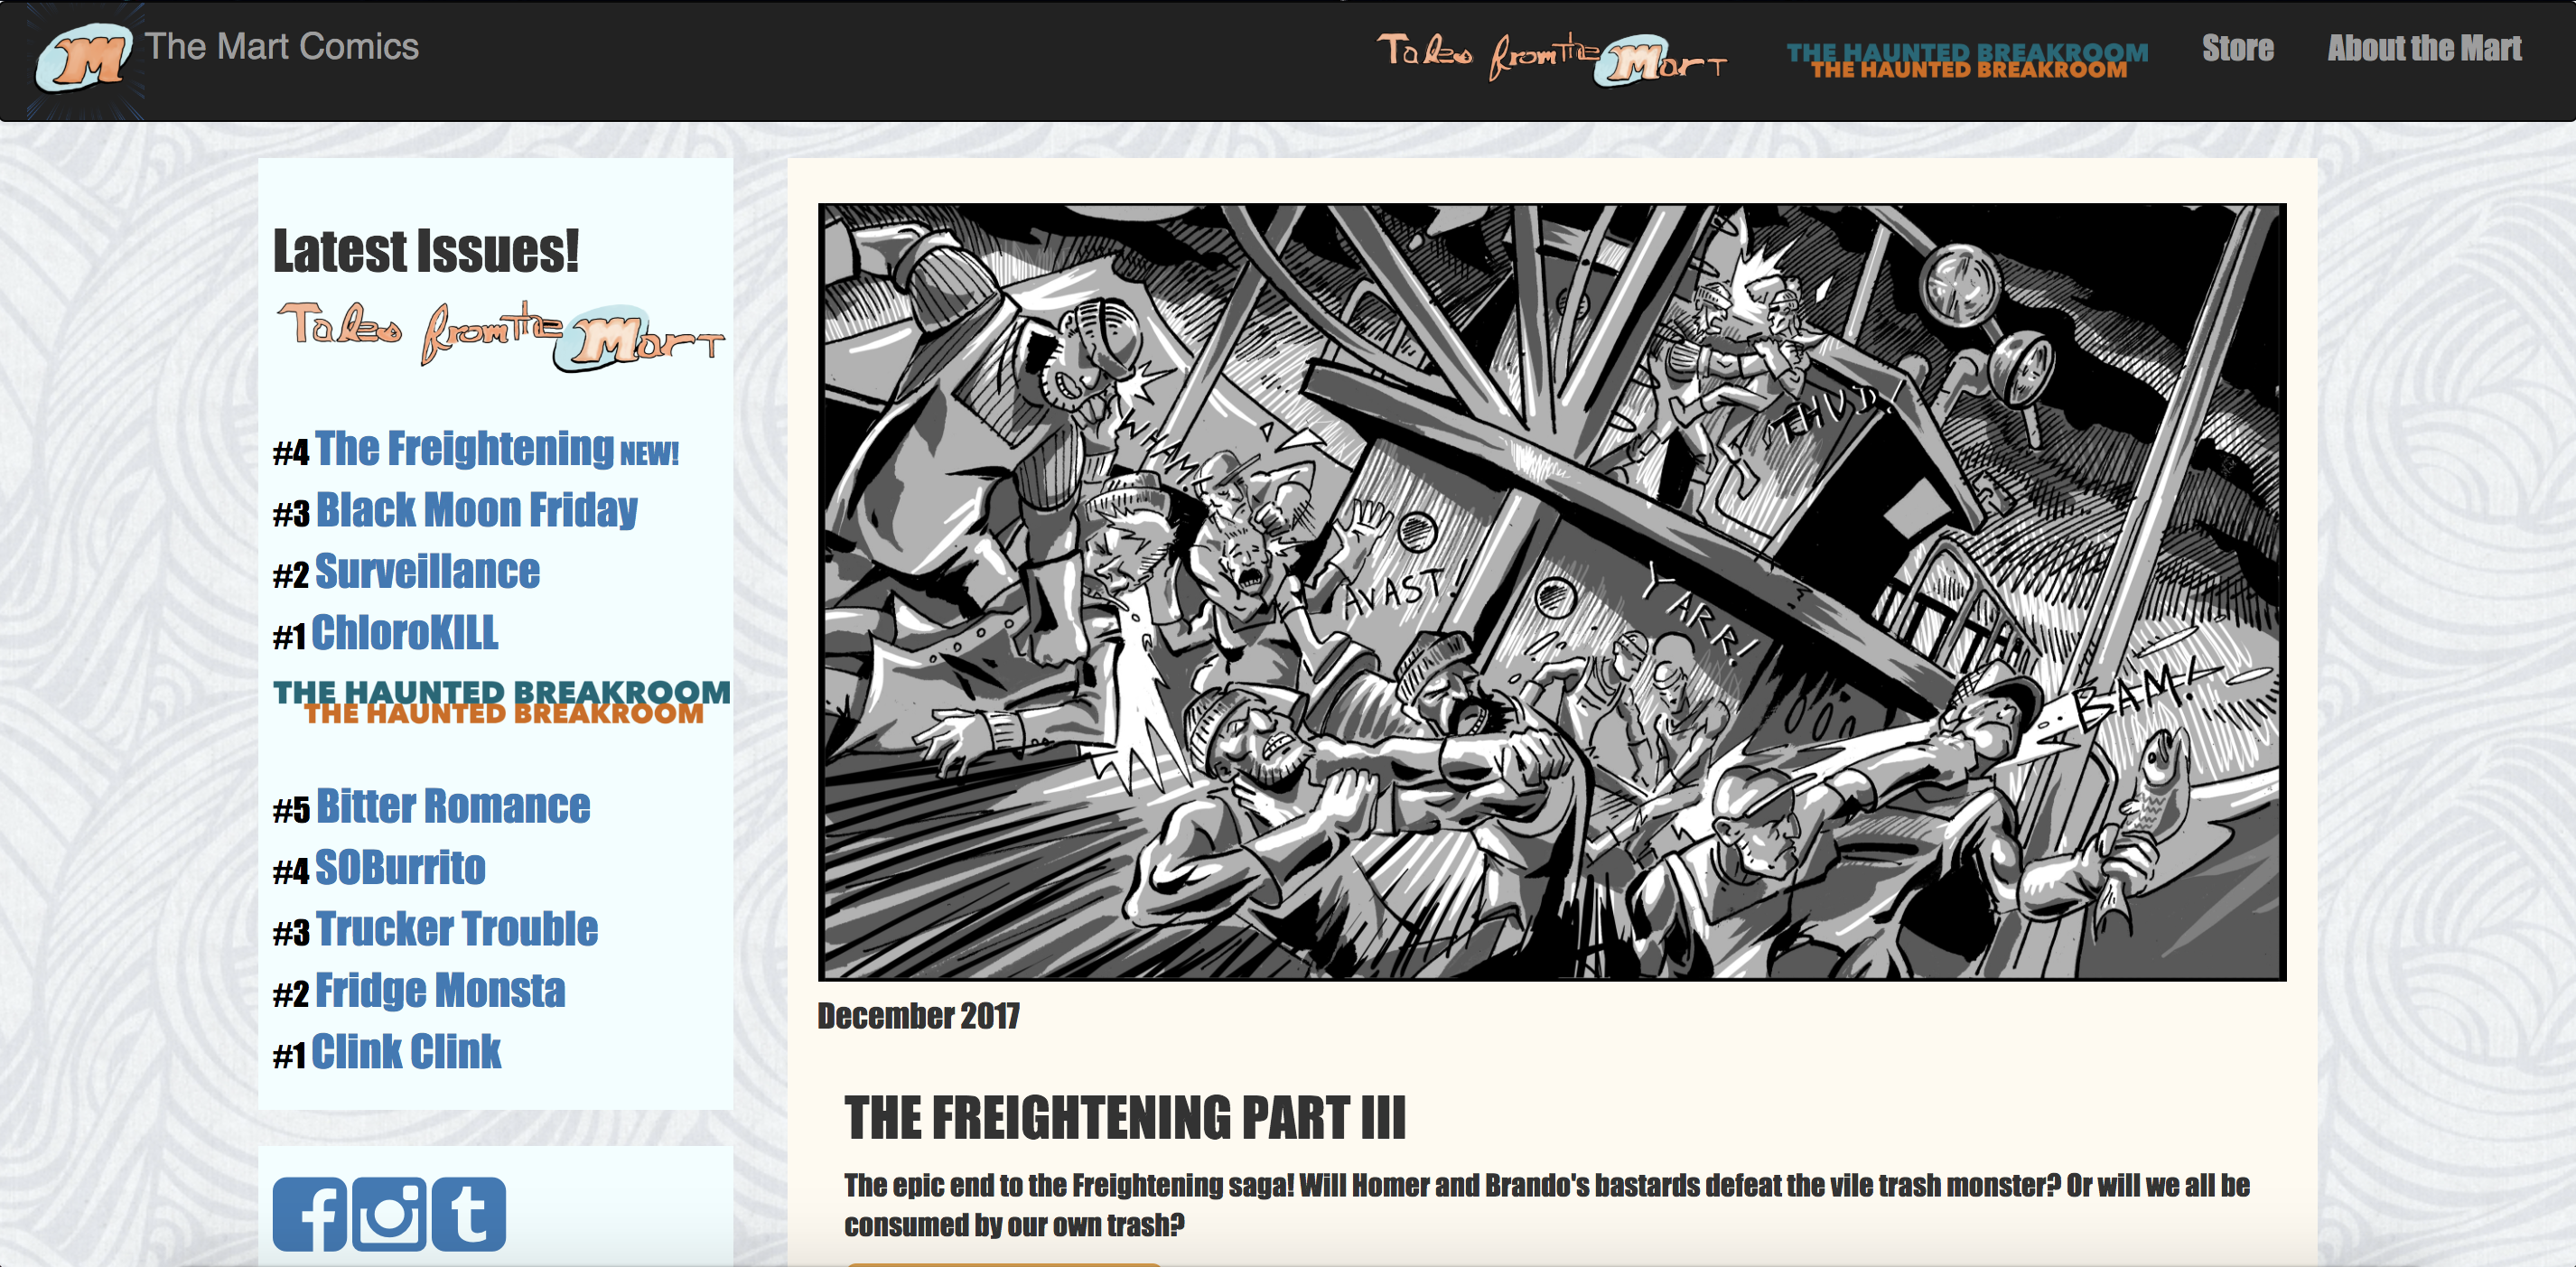 M The Mart Comics
Tales from The Mart
THE HAUNTED BREAKROOM
THE HAUNTED BREAKROOM
Store
About the Mart
Latest Issues!
Tales from The Mart
#4 The Freightening NEW!
#3 Black Moon Friday
#2 Surveillance
#1 ChloroKILL
THE HAUNTED BREAKROOM
THE HAUNTED BREAKROOM
#5 Bitter Romance
#4 SOBurrito
#3 Trucker Trouble
#2 Fridge Monsta
#1 Clink Clink
f t
WHAM!
THUD!
AVAST!
YARR!
BAM!
December 2017
THE FREIGHTENING PART III
The epic end to the Freightening saga! Will Homer and Brando's bastards defeat the vile trash monster? Or will we all be
consumed by our own trash?